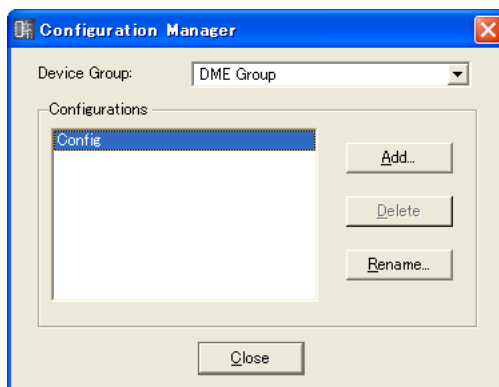 Configuration Manager
Device Group: DME Group
Configurations
Config
Add...
Delete
Rename...
Close